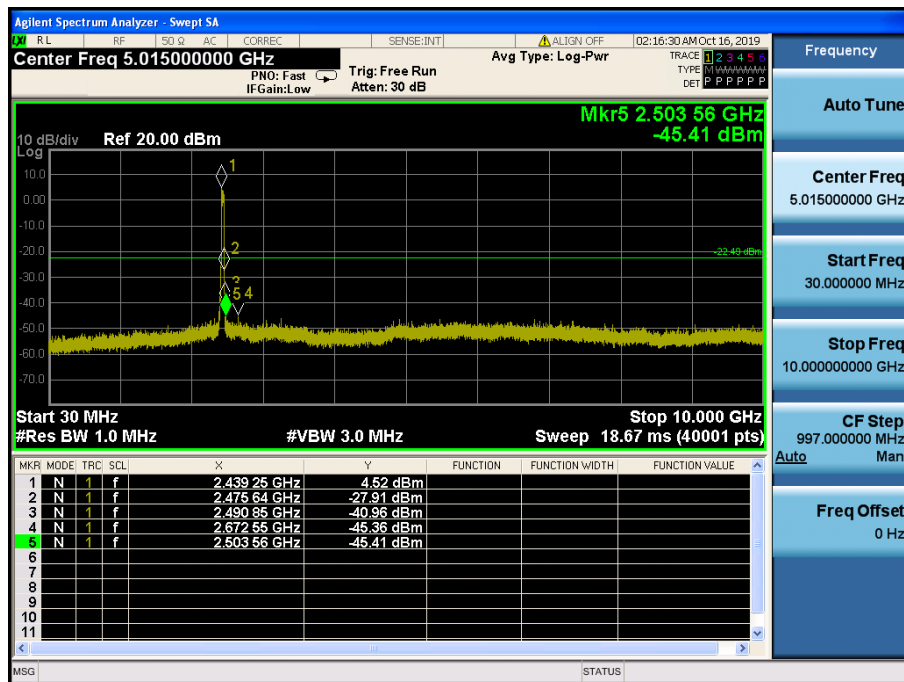 Agilent Spectrum Analyzer - Swept SA
LXI RL RF 50 Ω AC CORREC SENSE:INT ALIGN OFF 02:16:30 AM Oct 16, 2019
Center Freq 5.015000000 GHz
PNO: Fast
IFGain:Low
Trig: Free Run
Atten: 30 dB
Avg Type: Log-Pwr
TRACE 1 2 3 4 5 6
TYPE
DET P P P P P P
Mkr5 2.503 56 GHz
-45.41 dBm
10 dB/div Ref 20.00 dBm
Log
10.0
0.00
-10.0
-20.0
-30.0
-40.0
-50.0
-60.0
-70.0
1
2
3
5 4
-22.49 dBm
Start 30 MHz Stop 10.000 GHz
#Res BW 1.0 MHz #VBW 3.0 MHz Sweep 18.67 ms (40001 pts)
MKR MODE TRC SCL X Y FUNCTION FUNCTION WIDTH FUNCTION VALUE
1 N 1 f 2.439 25 GHz 4.52 dBm
2 N 1 f 2.475 64 GHz -27.91 dBm
3 N 1 f 2.490 85 GHz -40.96 dBm
4 N 1 f 2.672 55 GHz -45.36 dBm
5 N 1 f 2.503 56 GHz -45.41 dBm
6
7
8
9
10
11
MSG STATUS
Frequency
Auto Tune
Center Freq
5.015000000 GHz
Start Freq
30.000000 MHz
Stop Freq
10.000000000 GHz
CF Step
997.000000 MHz
Auto Man
Freq Offset
0 Hz